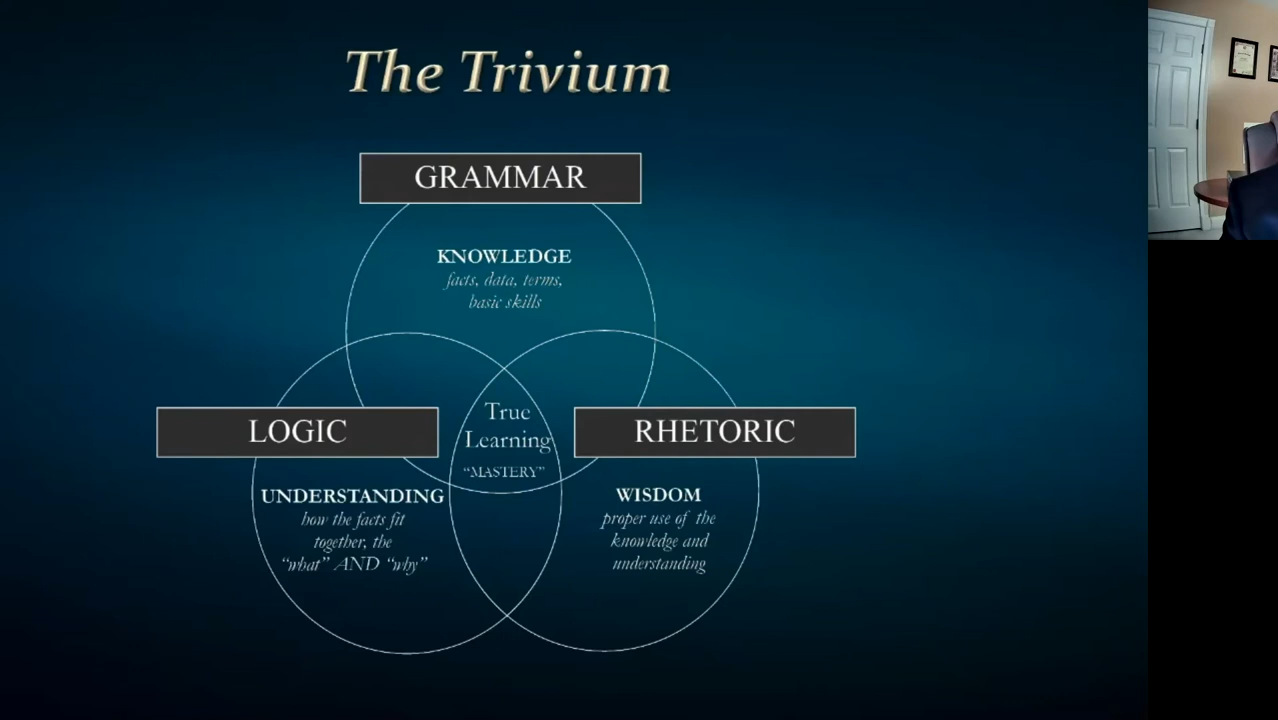 The Trivium
GRAMMAR
KNOWLEDGE
facts, data, terms,
basic skills
LOGIC
True
Learning
"MASTERY"
RHETORIC
UNDERSTANDING
how the facts fit
together, the
“what” AND “why”
WISDOM
proper use of the
knowledge and
understanding